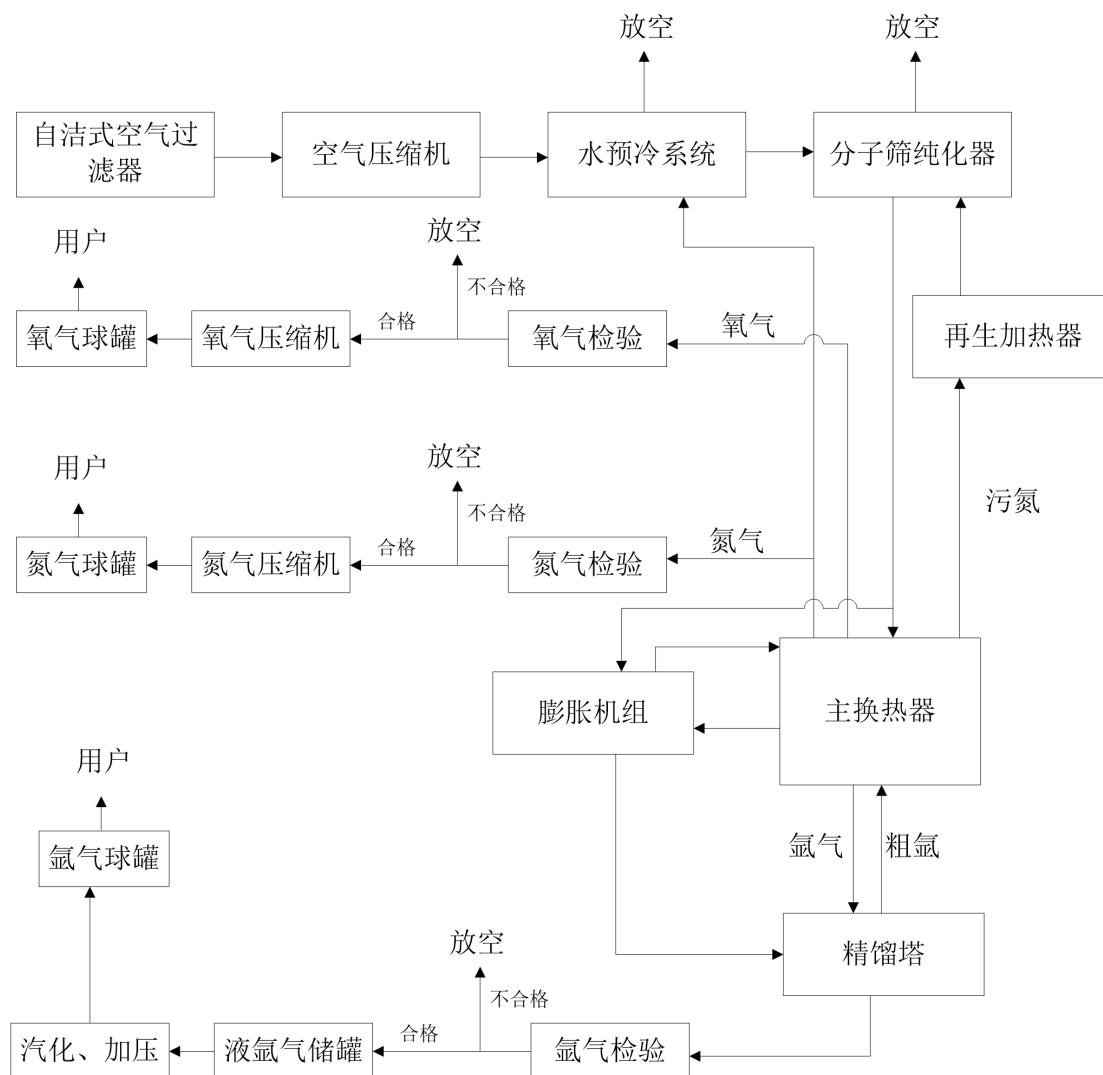 放空
放空
自洁式空气过
滤器
空气压缩机
水预冷系统
分子筛纯化器
用户
放空
不合格
氧气球罐
氧气压缩机
合格
氧气检验
氧气
再生加热器
用户
放空
不合格
污氮
氮气球罐
氮气压缩机
合格
氮气检验
氮气
膨胀机组
主换热器
用户
氩气球罐
氩气
粗氩
放空
不合格
精馏塔
汽化、加压
液氩气储罐
合格
氩气检验